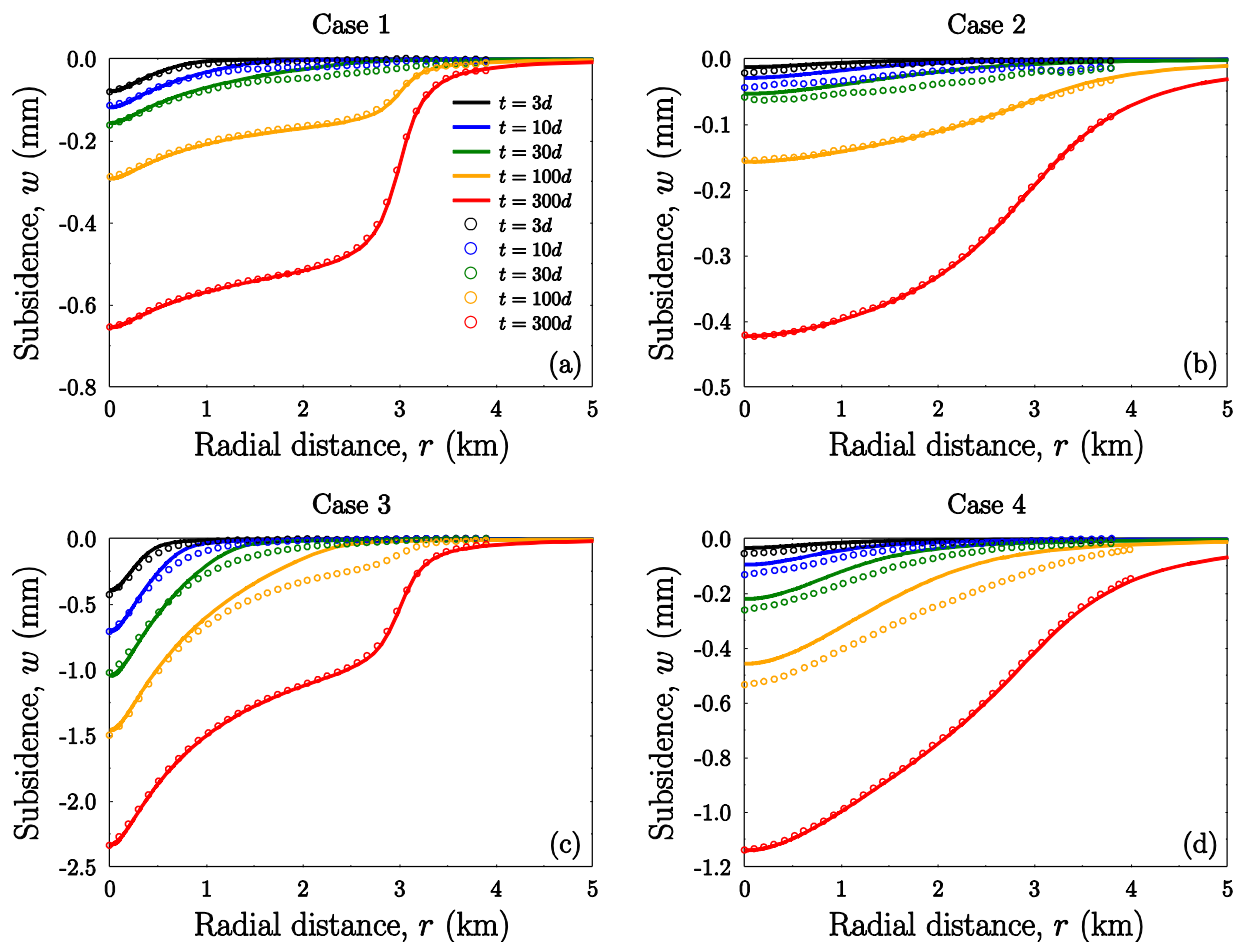 Case 1
0.0
-0.2
-0.4
-0.6
-0.8
Subsidence, w (mm)
t = 3d
t = 10d
t = 30d
t = 100d
t = 300d
t = 3d
t = 10d
t = 30d
t = 100d
t = 300d
(a)
0 1 2 3 4 5
Radial distance, r (km)
Case 2
0.0
-0.1
-0.2
-0.3
-0.4
-0.5
Subsidence, w (mm)
(b)
0 1 2 3 4 5
Radial distance, r (km)
Case 3
0.0
-0.5
-1.0
-1.5
-2.0
-2.5
Subsidence, w (mm)
(c)
0 1 2 3 4 5
Radial distance, r (km)
Case 4
0.0
-0.2
-0.4
-0.6
-0.8
-1.0
-1.2
Subsidence, w (mm)
(d)
0 1 2 3 4 5
Radial distance, r (km)